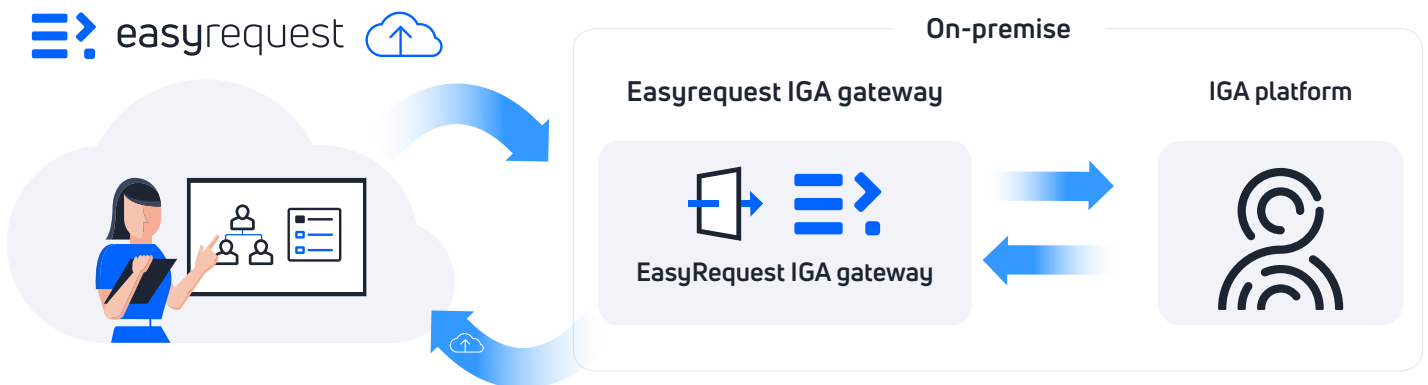 easyrequest
On-premise
Easyrequest IGA gateway
IGA platform
EasyRequest IGA gateway